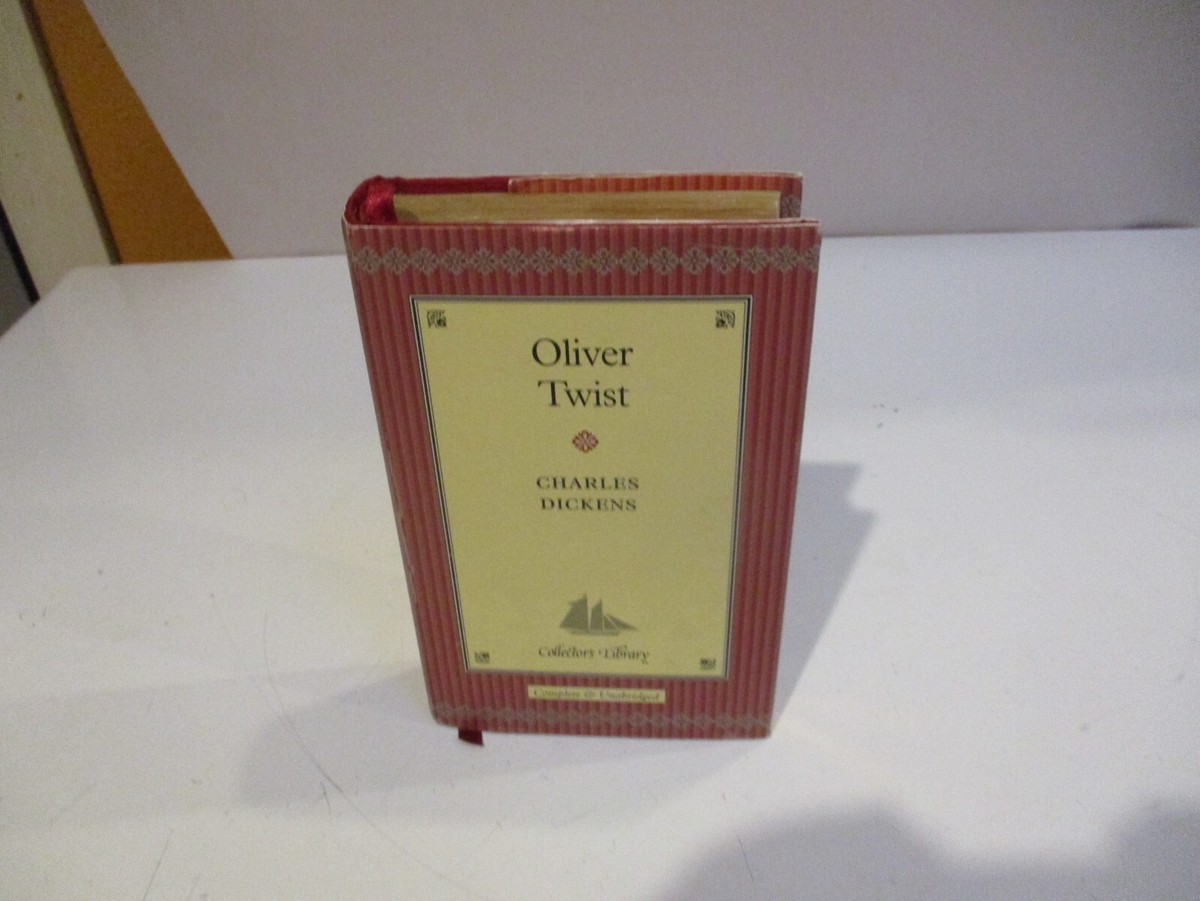 Oliver
Twist
CHARLES
DICKENS
Collectors Library
Complete & Unabridged